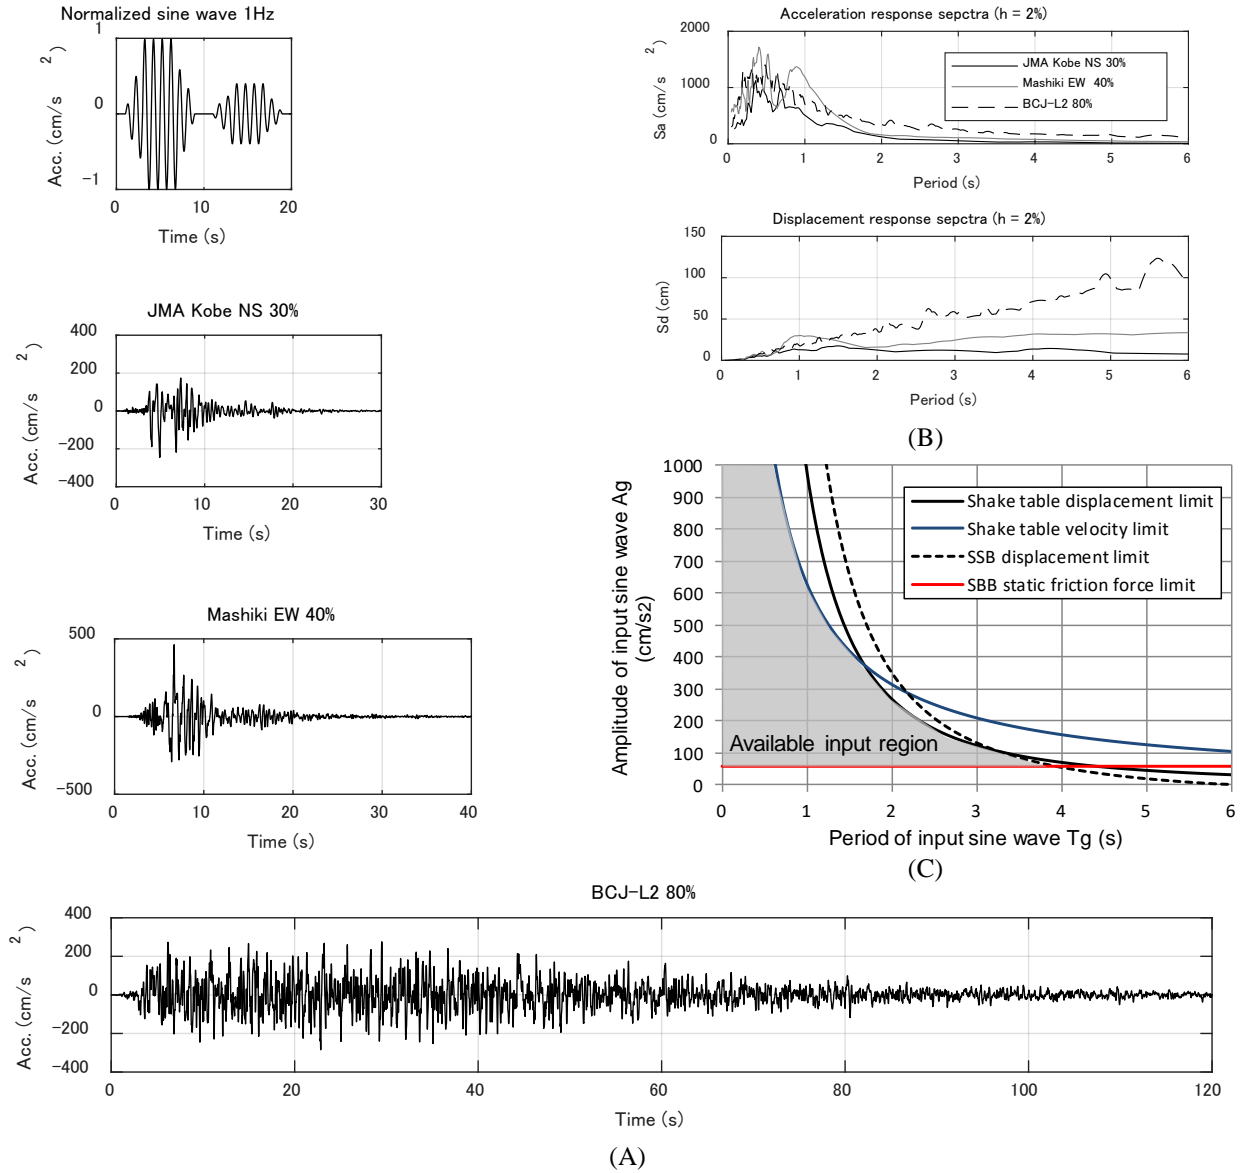 Normalized sine wave 1Hz
1
0
-1
Acc. (cm/s 2)
0 10 20
Time (s)
JMA Kobe NS 30%
400
200
0
-200
-400
Acc. (cm/s 2)
0 10 20 30
Time (s)
Mashiki EW 40%
500
0
-500
Acc. (cm/s 2)
0 10 20 30 40
Time (s)
Acceleration response sepctra (h = 2%)
2000
1000
0
Sa (cm/s 2)
JMA Kobe NS 30%
Mashiki EW 40%
BCJ-L2 80%
0 1 2 3 4 5 6
Period (s)
Displacement response sepctra (h = 2%)
150
100
50
0
Sd (cm)
0 1 2 3 4 5 6
Period (s)
(B)
1000
900
800
700
600
500
400
300
200
100
0
Amplitude of input sine wave Ag
(cm/s2)
Shake table displacement limit
Shake table velocity limit
SSB displacement limit
SBB static friction force limit
Available input region
0 1 2 3 4 5 6
Period of input sine wave Tg (s)
(C)
BCJ-L2 80%
400
200
0
-200
-400
Acc. (cm/s 2)
0 20 40 60 80 100 120
Time (s)
(A)